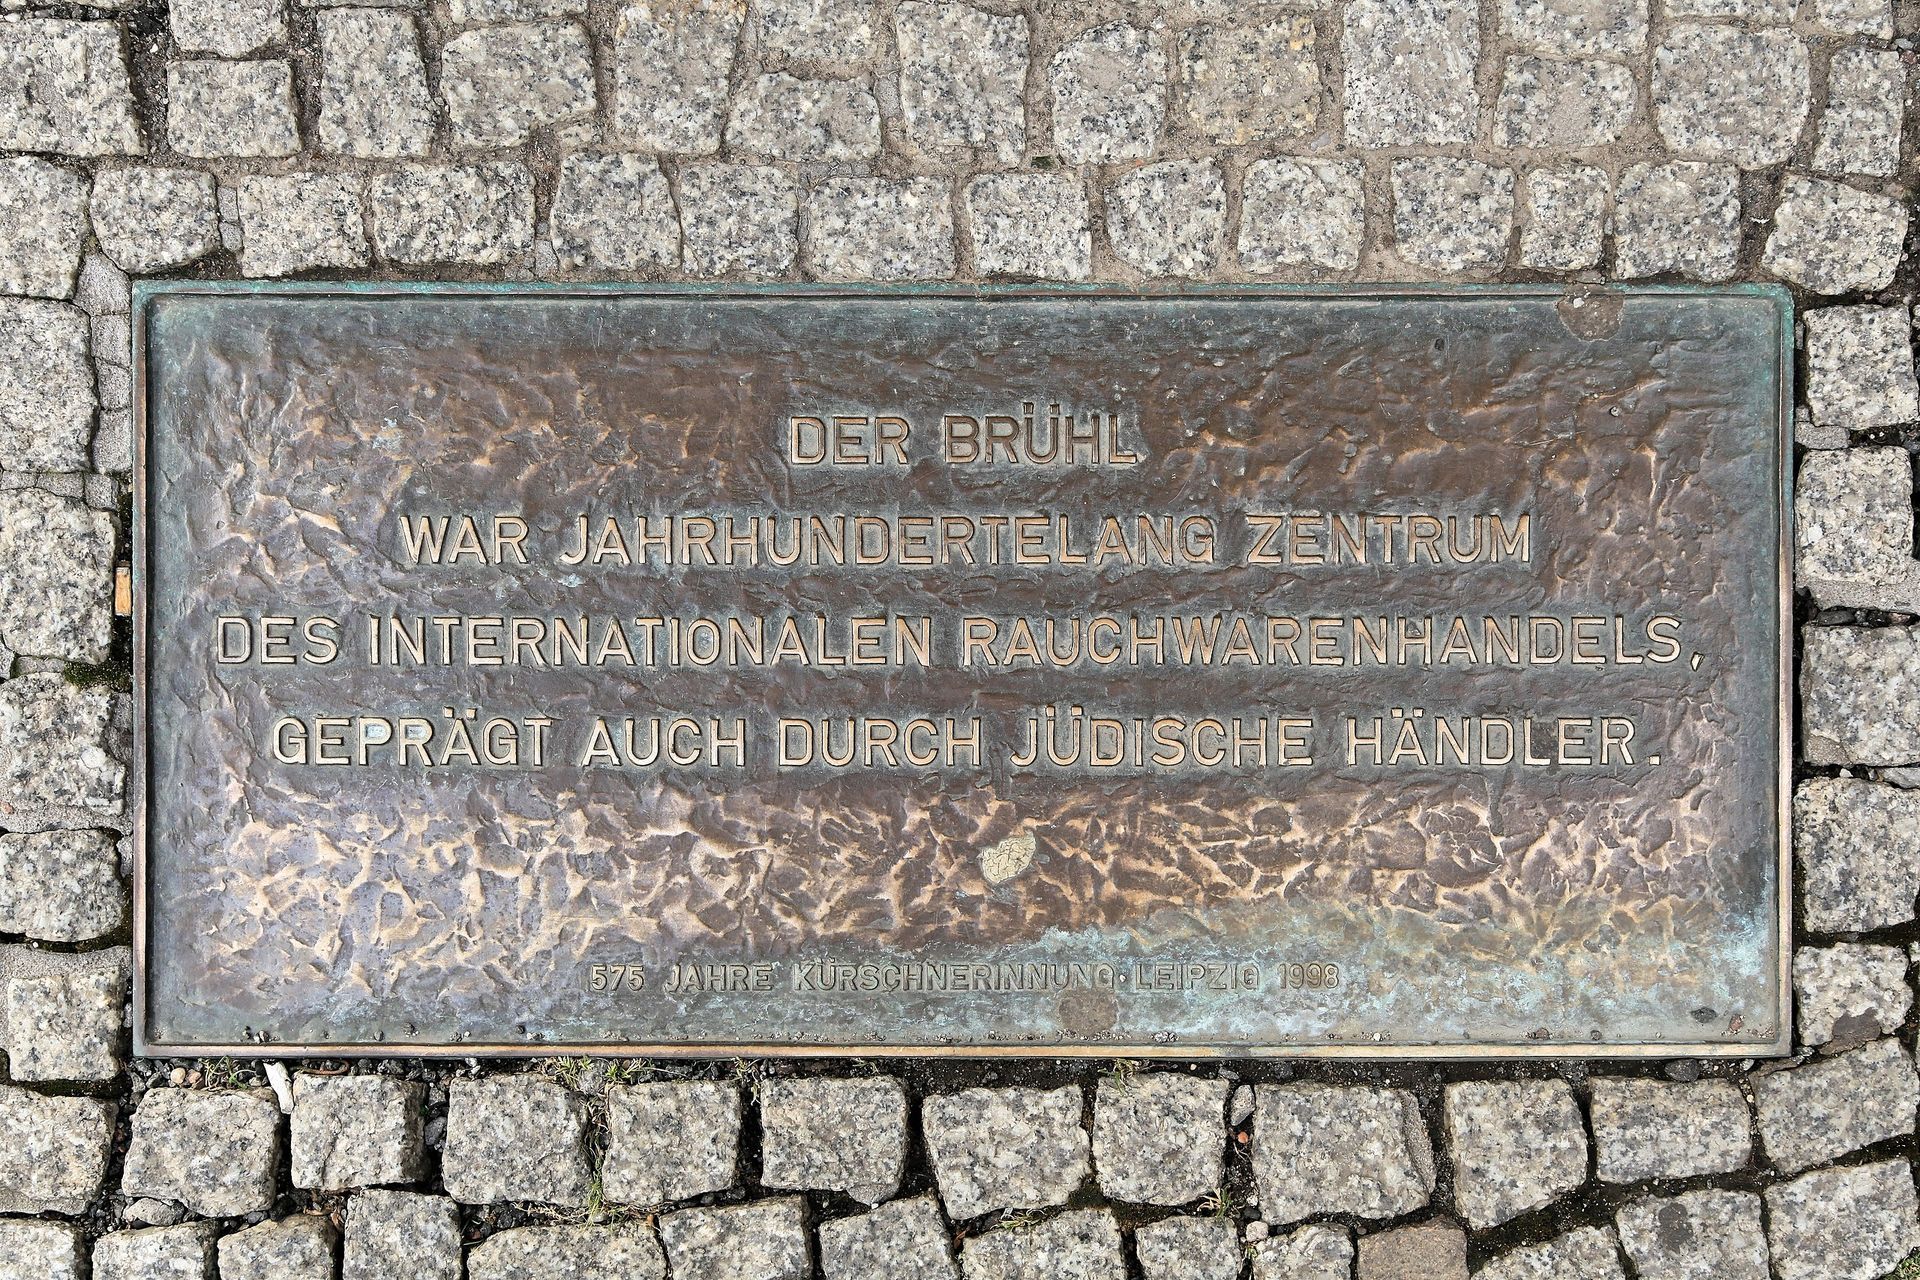 DER BRÜHL
WAR JAHRHUNDERTELANG ZENTRUM
DES INTERNATIONALEN RAUCHWARENHANDELS,
GEPRÄGT AUCH DURCH JÜDISCHE HÄNDLER.
575 JAHRE KÜRSCHNERINNUNG·LEIPZIG 1998